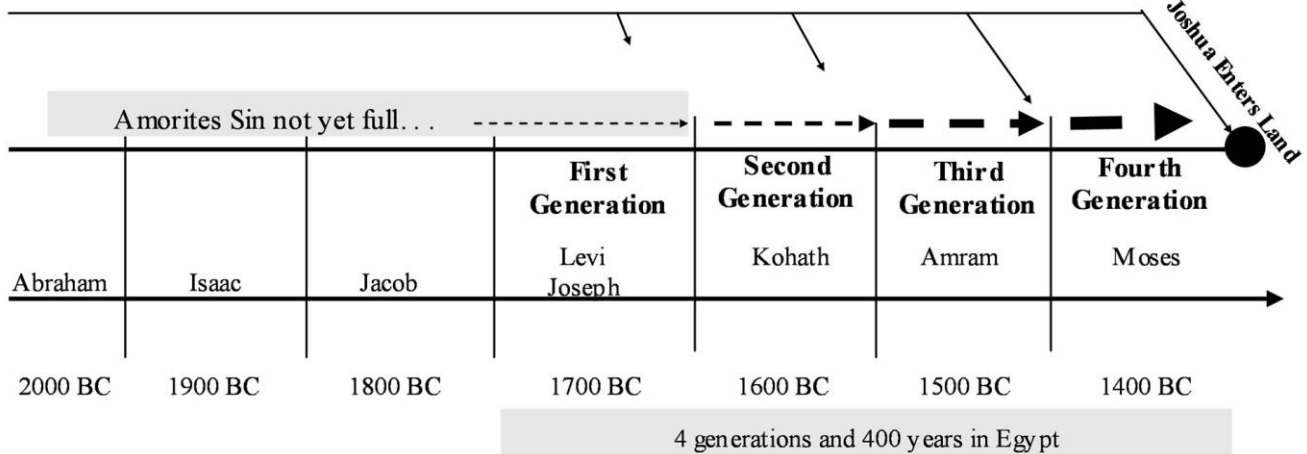 Joshua Enters Land
Amorites Sin not yet full. . .
First
Generation
Second
Generation
Third
Generation
Fourth
Generation
Abraham
Isaac
Jacob
Levi
Joseph
Kohath
Amram
Moses
2000 BC
1900 BC
1800 BC
1700 BC
1600 BC
1500 BC
1400 BC
4 generations and 400 years in Egypt